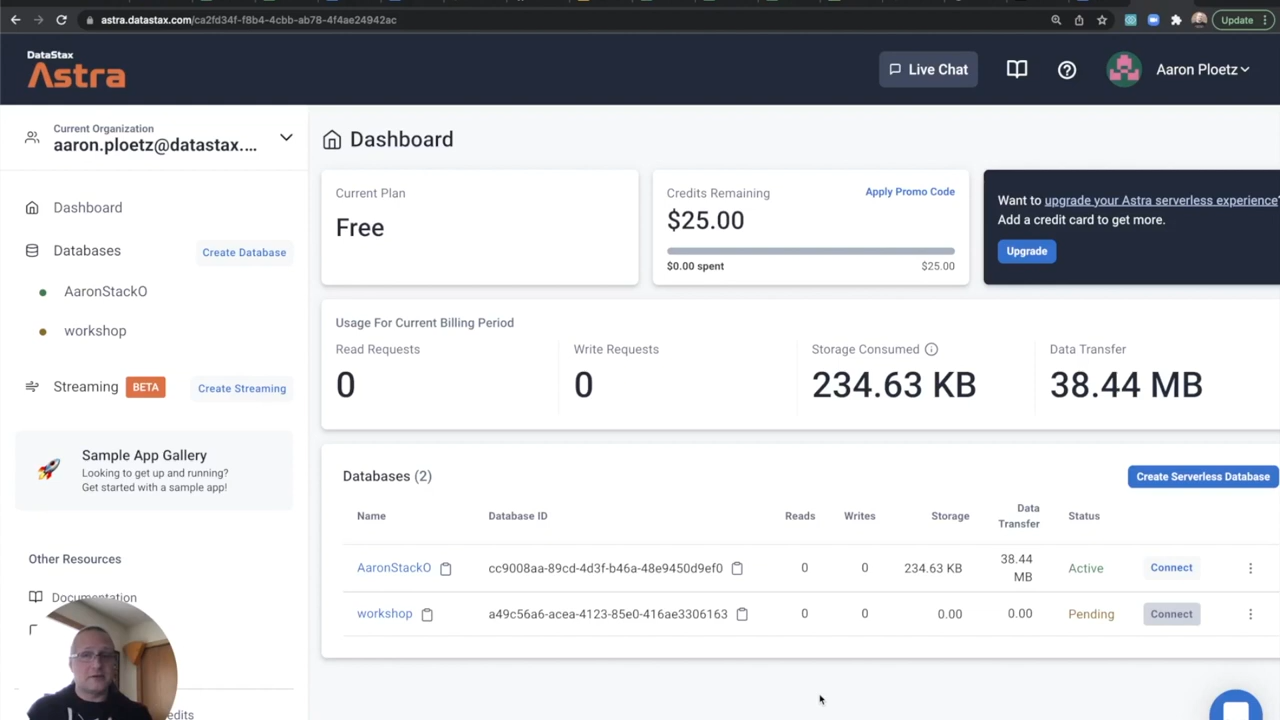 astra.datastax.com/ca2fd34f-f8b4-4cbb-ab78-4f4ae24942ac
Update
DataStax
Astra
Live Chat
Aaron Ploetz
Current Organization
aaron.ploetz@datastax....
Dashboard
Databases
Create Database
AaronStackO
workshop
Streaming
BETA
Create Streaming
Sample App Gallery
Looking to get up and running?
Get started with a sample app!
Other Resources
Documentation
edits
Dashboard
Current Plan
Free
Credits Remaining
Apply Promo Code
$25.00
$0.00 spent
$25.00
Want to upgrade your Astra serverless experience?
Add a credit card to get more.
Upgrade
Usage For Current Billing Period
Read Requests
0
Write Requests
0
Storage Consumed
234.63 KB
Data Transfer
38.44 MB
Databases (2)
Create Serverless Database
Name Database ID Reads Writes Storage Data Transfer Status
AaronStackO cc9008aa-89cd-4d3f-b46a-48e9450d9ef0 0 0 234.63 KB 38.44 MB Active Connect
workshop a49c56a6-acea-4123-85e0-416ae3306163 0 0 0.00 0.00 Pending Connect